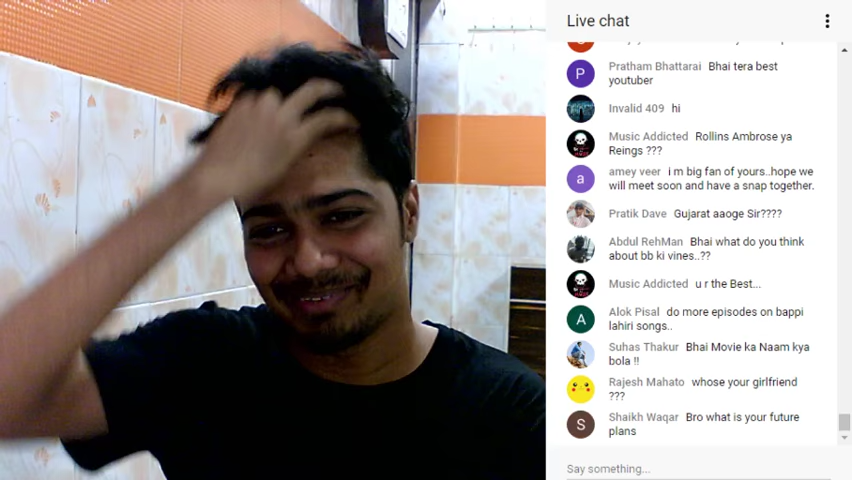 Live chat
Pratham Bhattarai Bhai tera best
youtuber
Invalid 409 hi
Music Addicted Rollins Ambrose ya
Reings ???
amey veer i m big fan of yours..hope we
will meet soon and have a snap together.
Pratik Dave Gujarat aaoge Sir????
Abdul RehMan Bhai what do you think
about bb ki vines..??
Music Addicted u r the Best...
Alok Pisal do more episodes on bappi
lahiri songs..
Suhas Thakur Bhai Movie ka Naam kya
bola !!
Rajesh Mahato whose your girlfriend
???
Shaikh Waqar Bro what is your future
plans
Say something...